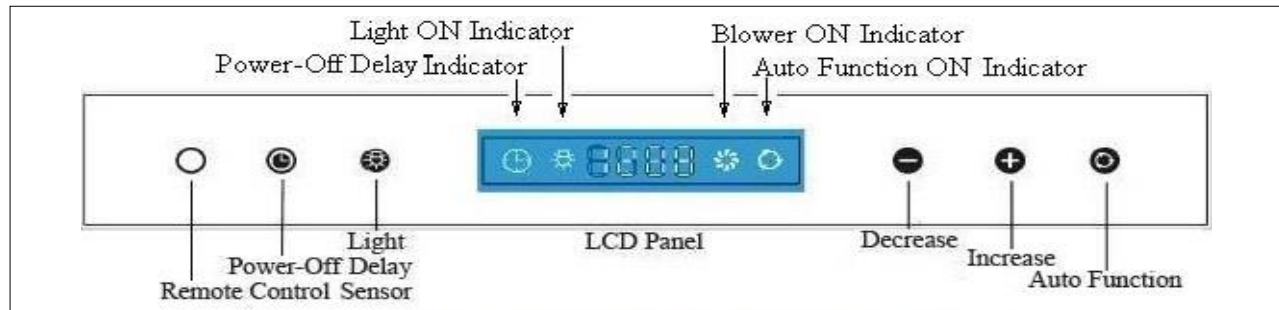 Light ON Indicator
Blower ON Indicator
Power-Off Delay Indicator
Auto Function ON Indicator
Light
LCD Panel
Decrease
Power-Off Delay
Increase
Remote Control Sensor
Auto Function